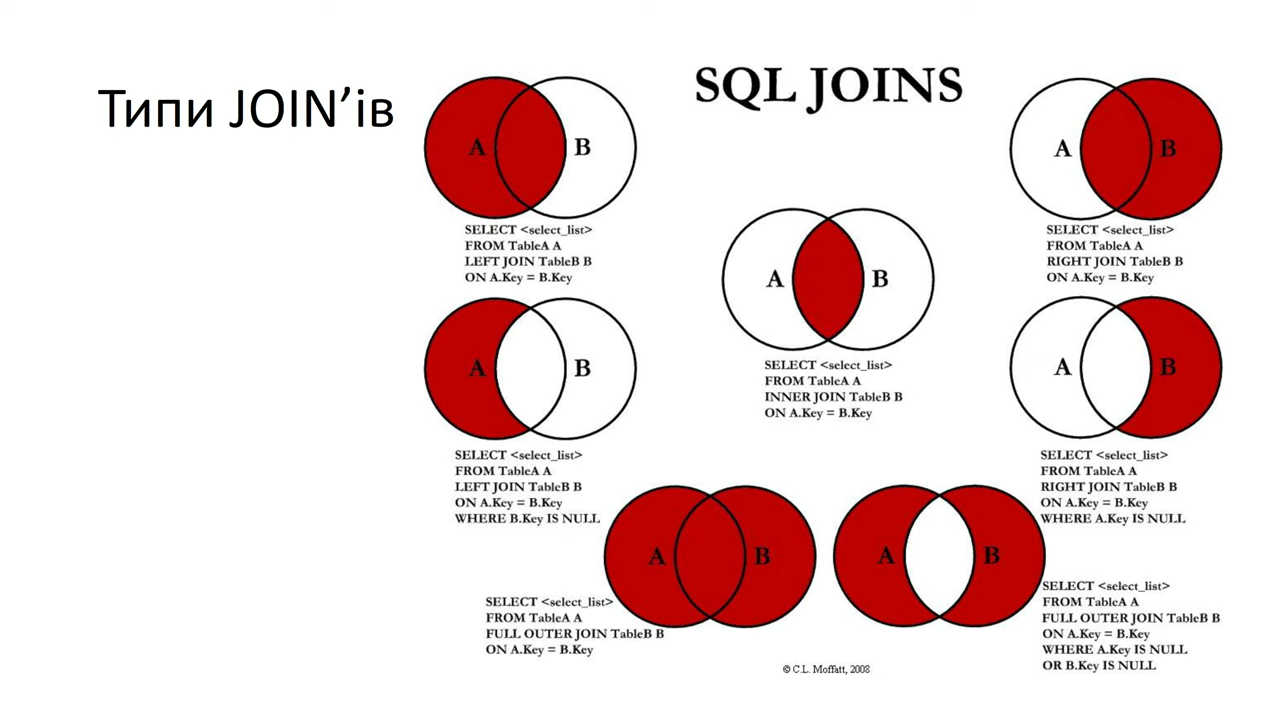 Типи JOIN’ів
SQL JOINS
A
B
SELECT <select_list>
FROM TableA A
LEFT JOIN TableB B
ON A.Key = B.Key
A
B
SELECT <select_list>
FROM TableA A
RIGHT JOIN TableB B
ON A.Key = B.Key
A
B
SELECT <select_list>
FROM TableA A
INNER JOIN TableB B
ON A.Key = B.Key
A
B
SELECT <select_list>
FROM TableA A
LEFT JOIN TableB B
ON A.Key = B.Key
WHERE B.Key IS NULL
A
B
SELECT <select_list>
FROM TableA A
RIGHT JOIN TableB B
ON A.Key = B.Key
WHERE A.Key IS NULL
A
B
SELECT <select_list>
FROM TableA A
FULL OUTER JOIN TableB B
ON A.Key = B.Key
A
B
SELECT <select_list>
FROM TableA A
FULL OUTER JOIN TableB B
ON A.Key = B.Key
WHERE A.Key IS NULL
OR B.Key IS NULL
© C.L. Moffatt, 2008